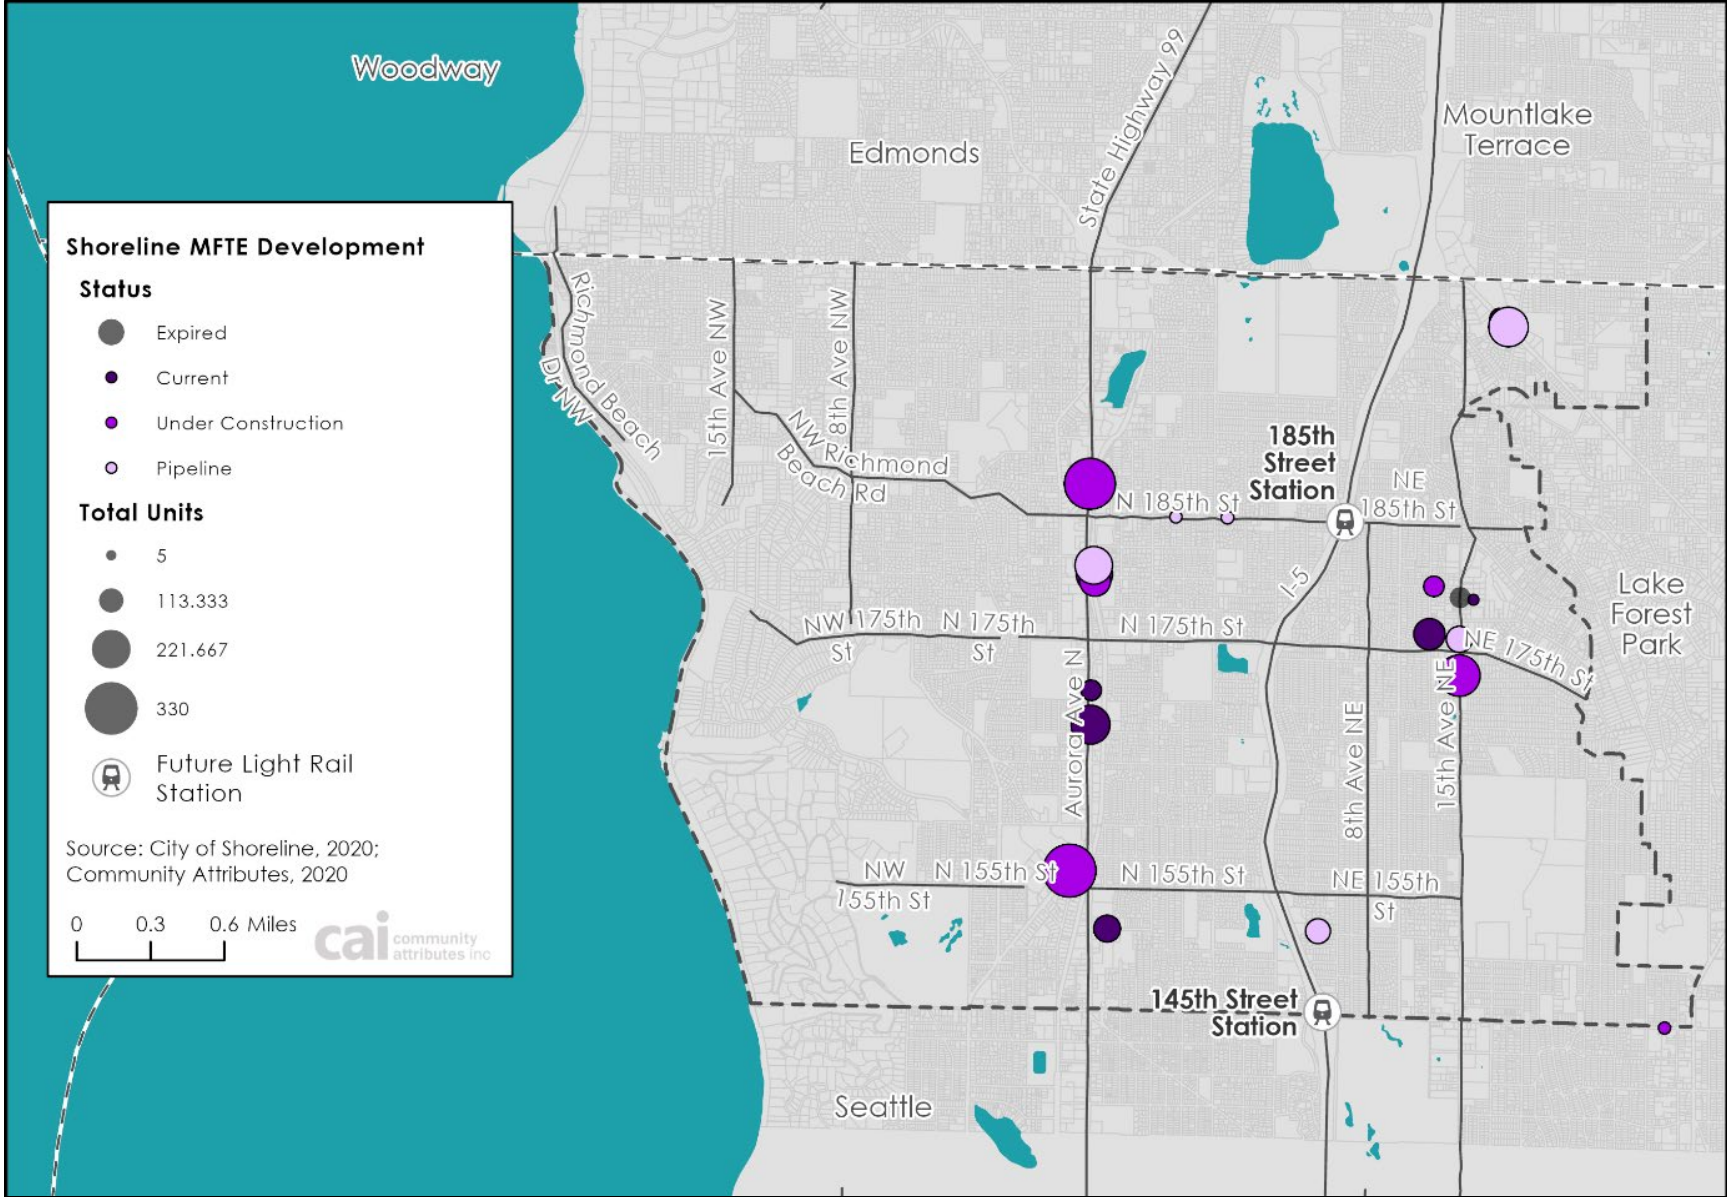 Woodway
Edmonds
State Highway 99
Mountlake
Terrace
Shoreline MFTE Development
Status
Expired
Current
Under Construction
Pipeline
Total Units
5
113.333
221.667
330
Future Light Rail
Station
Source: City of Shoreline, 2020;
Community Attributes, 2020
0 0.3 0.6 Miles
cai community
attributes inc
Richmond Beach
Dr NW
15th Ave NW
8th Ave NW
NW Richmond
Beach Rd
185th
Street
Station
N 185th St
NE
185th St
I-5
Lake
Forest
Park
NW 175th
St
N 175th
St
N 175th St
NE 175th St
Aurora Ave N
8th Ave NE
15th Ave NE
NW
155th St
N 155th St
N 155th St
NE 155th
St
145th Street
Station
Seattle